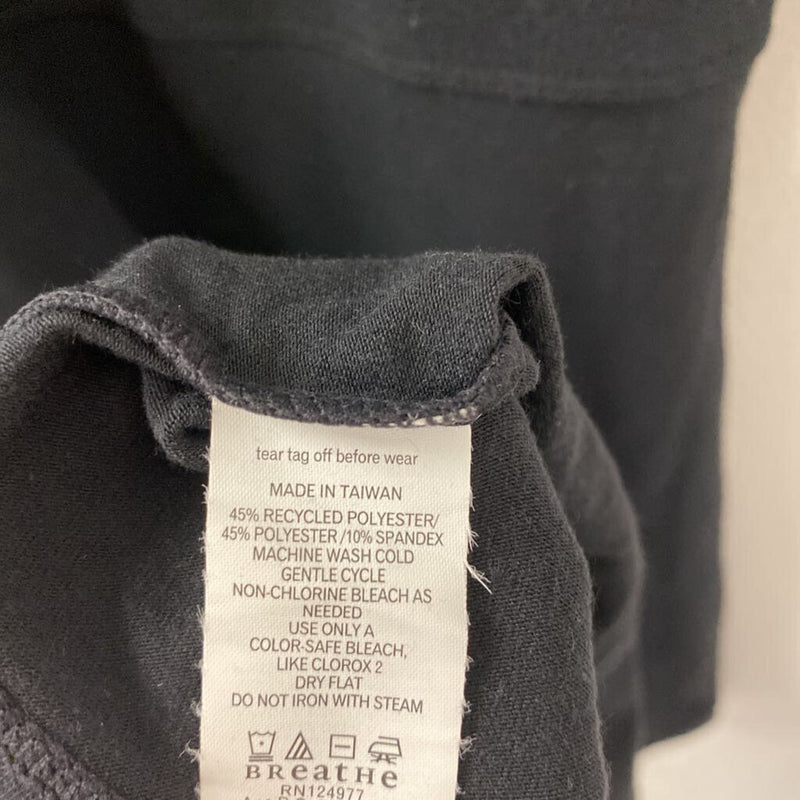 tear tag off before wear
MADE IN TAIWAN
45% RECYCLED POLYESTER/
45% POLYESTER /10% SPANDEX
MACHINE WASH COLD
GENTLE CYCLE
NON-CHLORINE BLEACH AS
NEEDED
USE ONLY A
COLOR-SAFE BLEACH,
LIKE CLOROX 2
DRY FLAT
DO NOT IRON WITH STEAM
BREatHe
RN124977